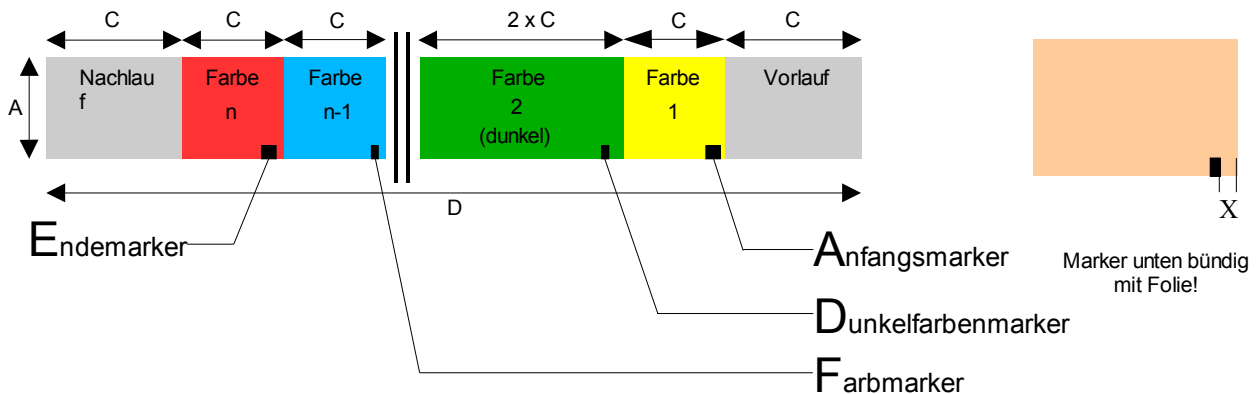 C C C 2 x C C C
A
Nachlau
f
Farbe
n
Farbe
n-1
Farbe
2
(dunkel)
Farbe
1
Vorlauf
D
X
Endemarker
Anfangsmarker
Dunkelfarbenmarker
Farbmarker
Marker unten bündig
mit Folie!